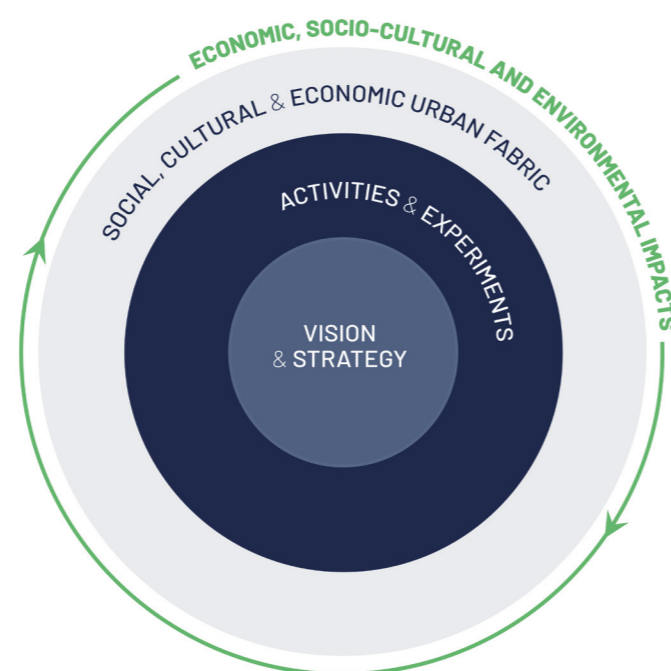 ECONOMIC, SOCIO-CULTURAL AND ENVIRONMENTAL IMPACTS
SOCIAL, CULTURAL & ECONOMIC URBAN FABRIC
ACTIVITIES & EXPERIMENTS
VISION
& STRATEGY